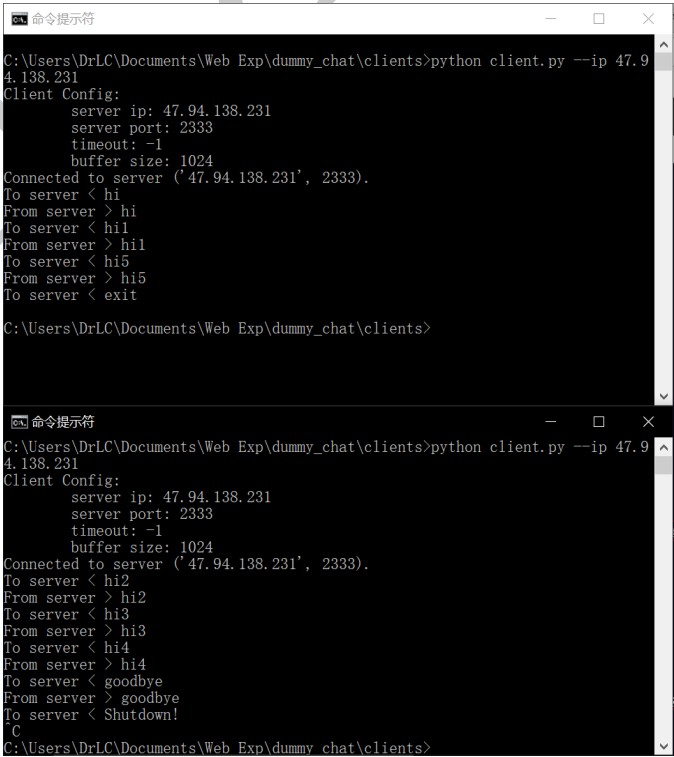 命令提示符
C:\Users\DrLC\Documents\Web Exp\dummy_chat\clients>python client.py --ip 47.9
4.138.231
Client Config:
        server ip: 47.94.138.231
        server port: 2333
        timeout: -1
        buffer size: 1024
Connected to server ('47.94.138.231', 2333).
To server < hi
From server > hi
To server < hi1
From server > hi1
To server < hi5
From server > hi5
To server < exit
C:\Users\DrLC\Documents\Web Exp\dummy_chat\clients>
命令提示符
C:\Users\DrLC\Documents\Web Exp\dummy_chat\clients>python client.py --ip 47.9
4.138.231
Client Config:
        server ip: 47.94.138.231
        server port: 2333
        timeout: -1
        buffer size: 1024
Connected to server ('47.94.138.231', 2333).
To server < hi2
From server > hi2
To server < hi3
From server > hi3
To server < hi4
From server > hi4
To server < goodbye
From server > goodbye
To server < Shutdown!
^C
C:\Users\DrLC\Documents\Web Exp\dummy_chat\clients>